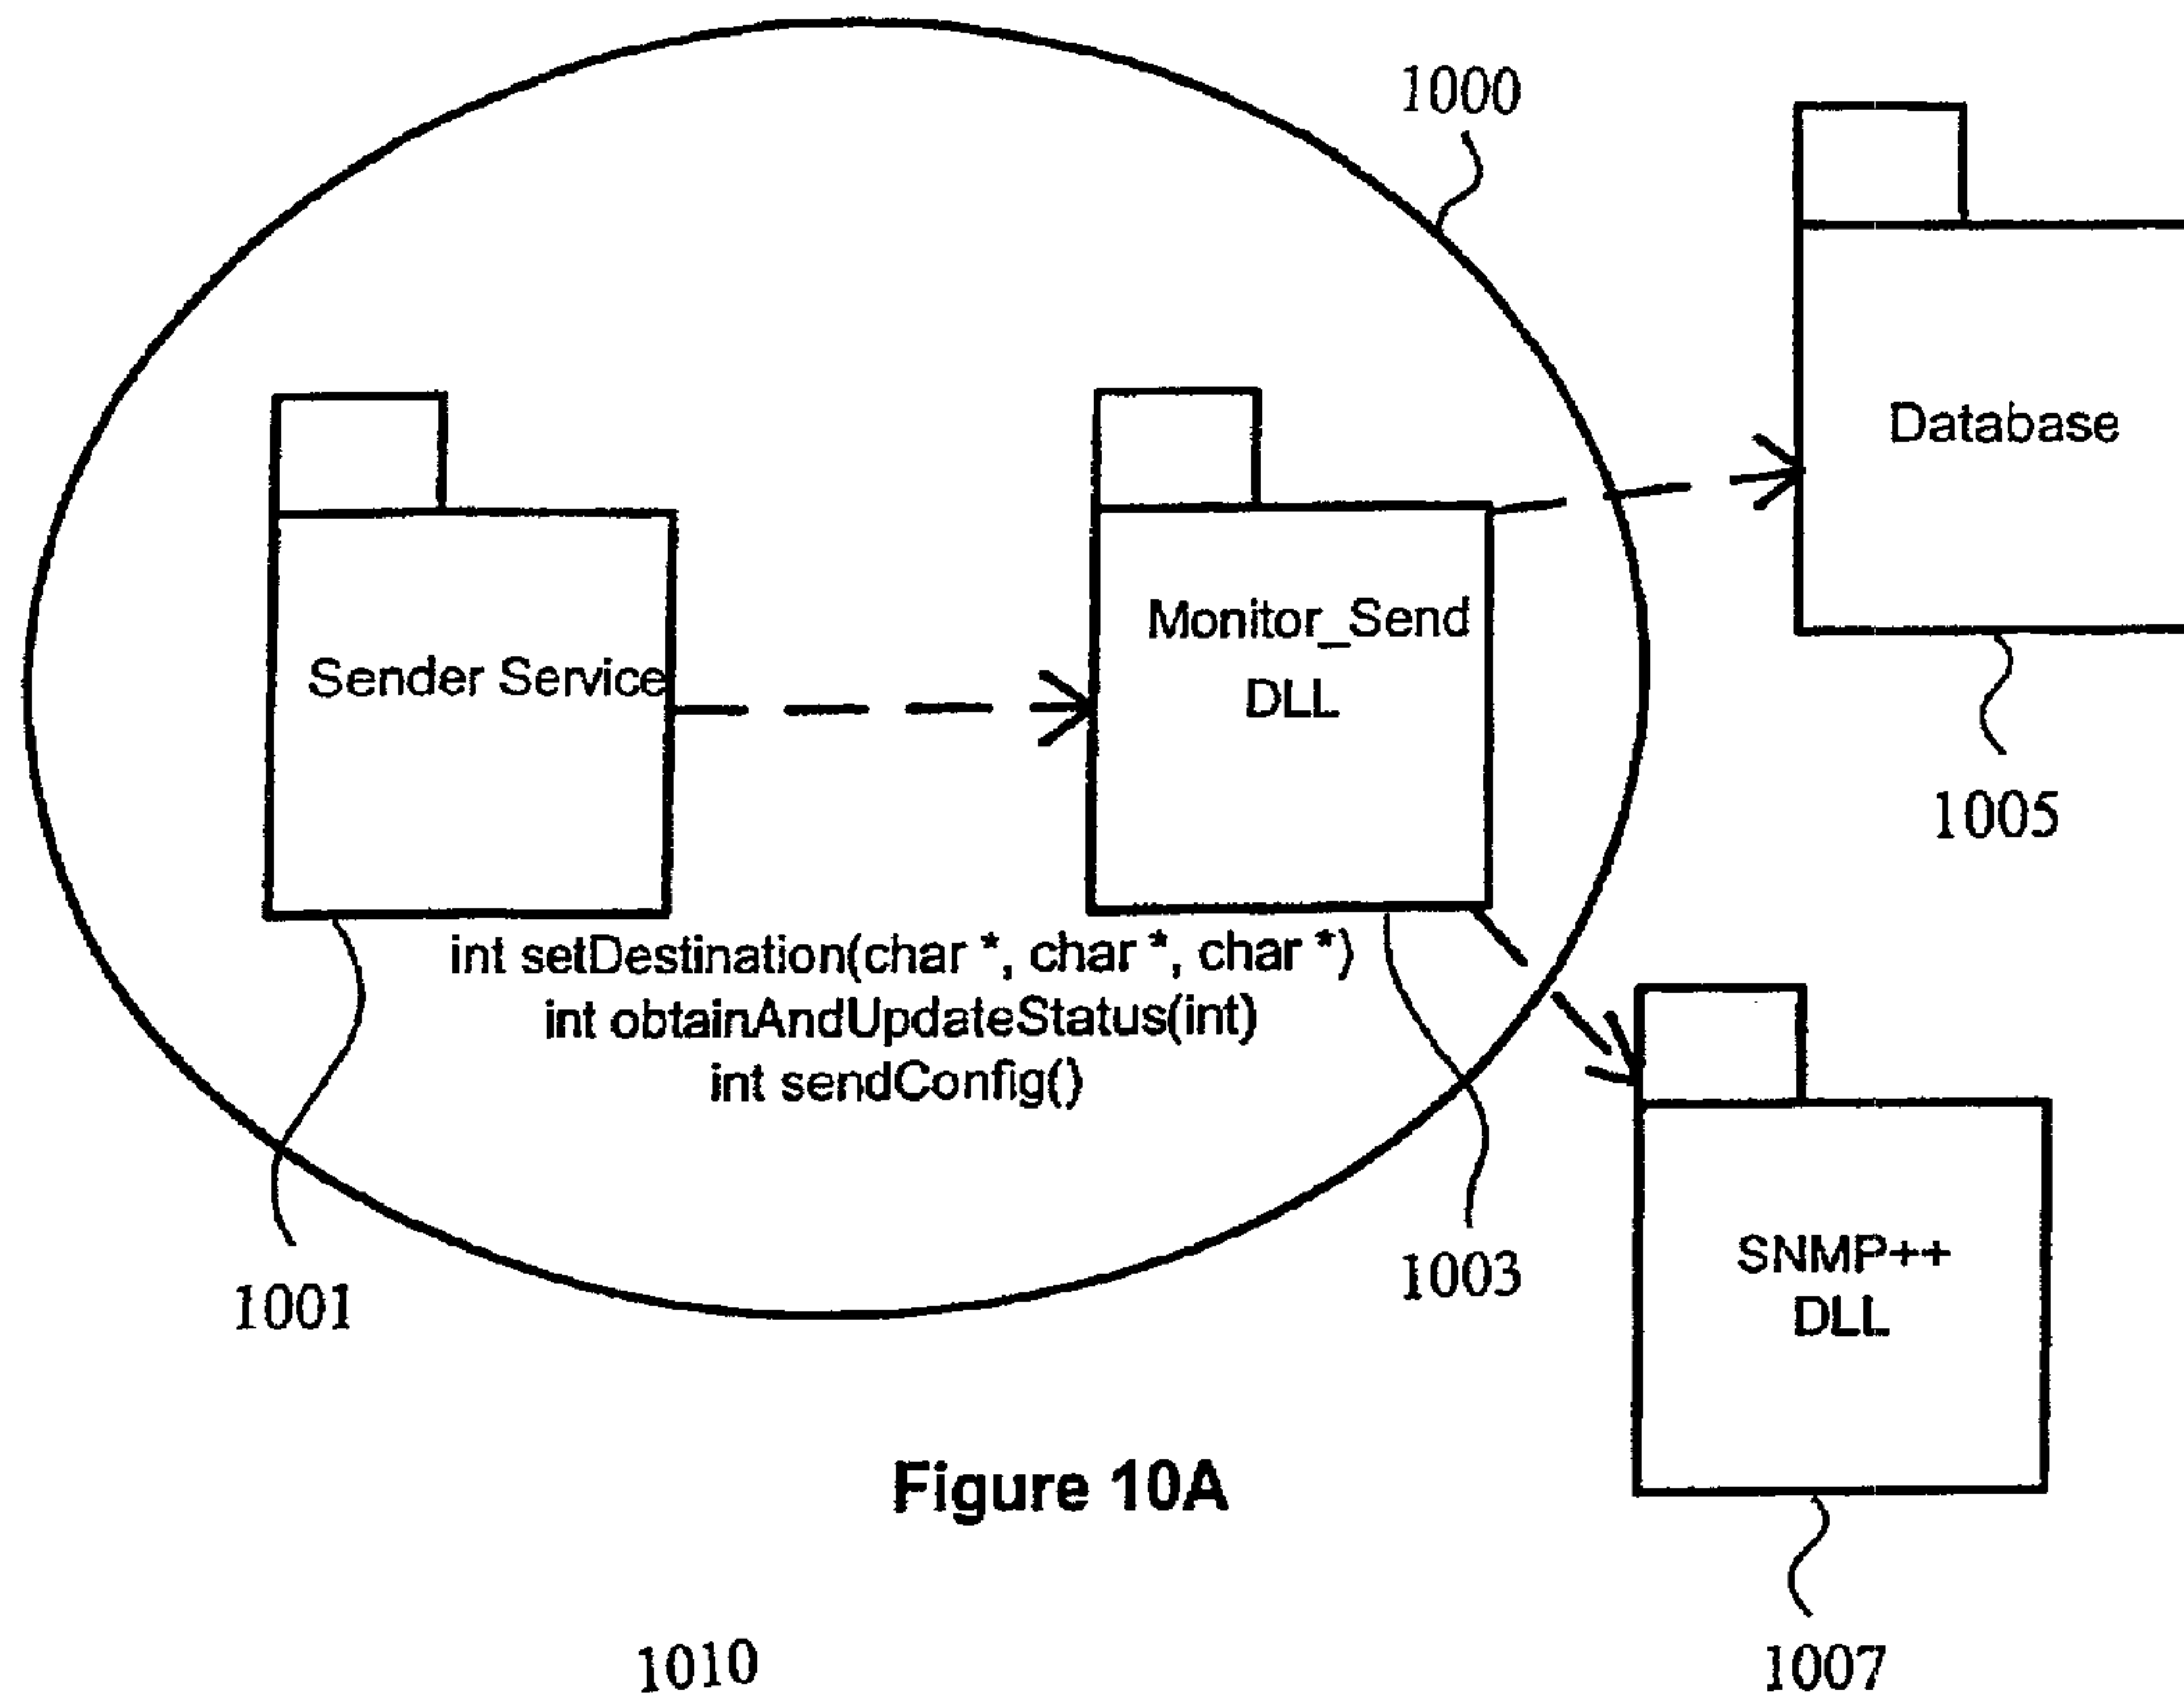 1000
Database
Monitor_Send
DLL
Sender Service
1005
int setDestination(char *, char *, char *)
int obtainAndUpdateStatus(int)
int sendConfig()
1003
SNMP++
DLL
1001
Figure 10A
1010
1007